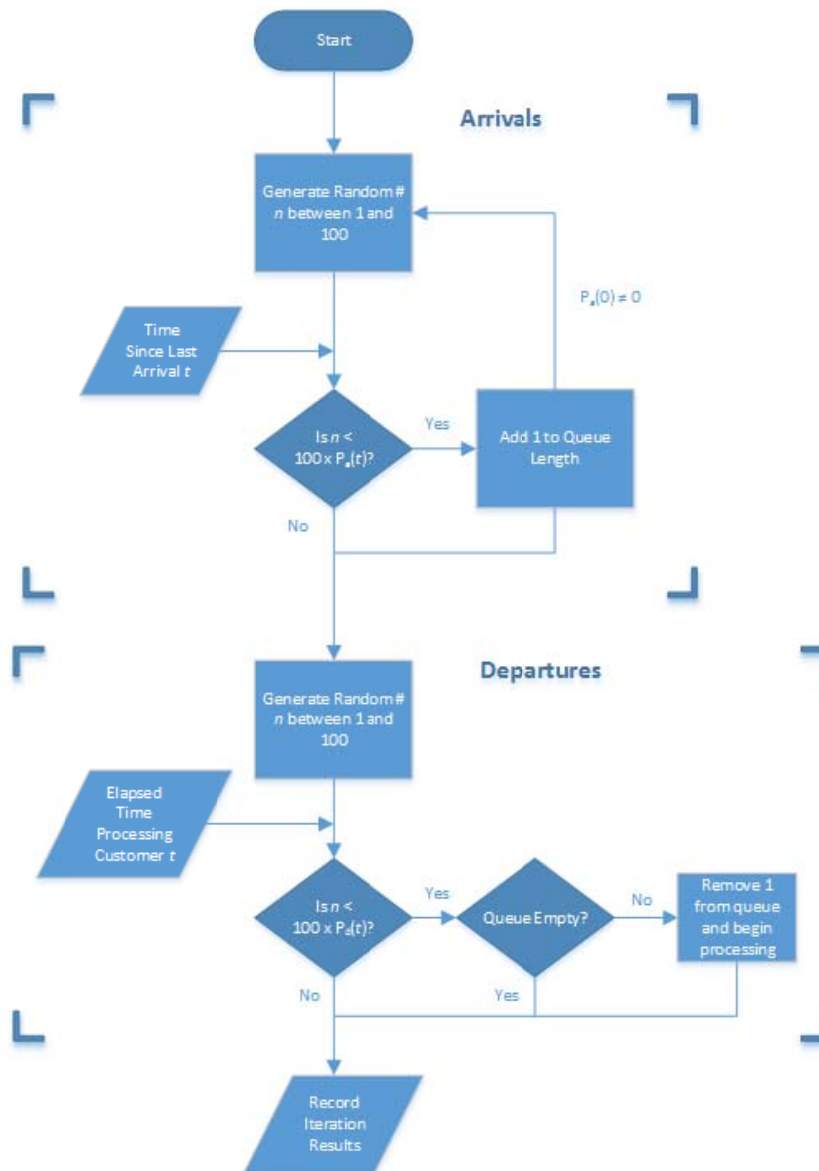 Start
Arrivals
Generate Random #
n between 1 and
100
Pₐ(0) ≠ 0
Time
Since Last
Arrival t
Is n <
100 x Pₐ(t)?
Yes
Add 1 to Queue
Length
No
Departures
Generate Random #
n between 1 and
100
Elapsed
Time
Processing
Customer t
Is n <
100 x P_d(t)?
Yes
Queue Empty?
No
Remove 1
from queue
and begin
processing
No
Yes
Record
Iteration
Results